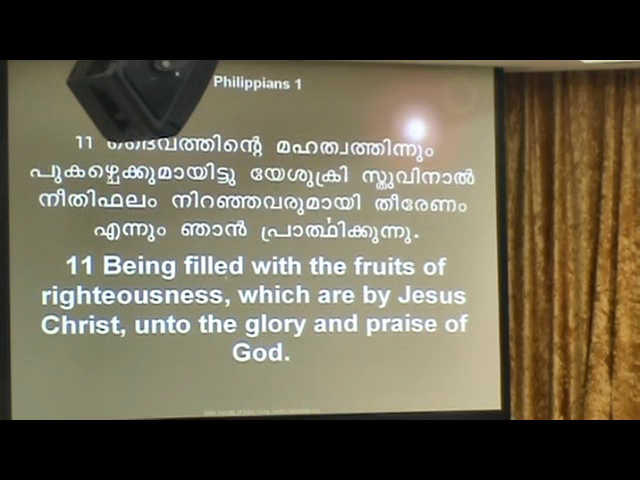 Philippians 1
11 ദൈവത്തിന്റെ മഹത്വത്തിന്നും
പുകഴ്ചെക്കുമായിട്ടു യേശുക്രി സ്തുവിനാൽ
നീതിഫലം നിറഞ്ഞവരുമായി തീരേണം
എന്നും ഞാൻ പ്രാർത്ഥിക്കുന്നു.
11 Being filled with the fruits of
righteousness, which are by Jesus
Christ, unto the glory and praise of
God.